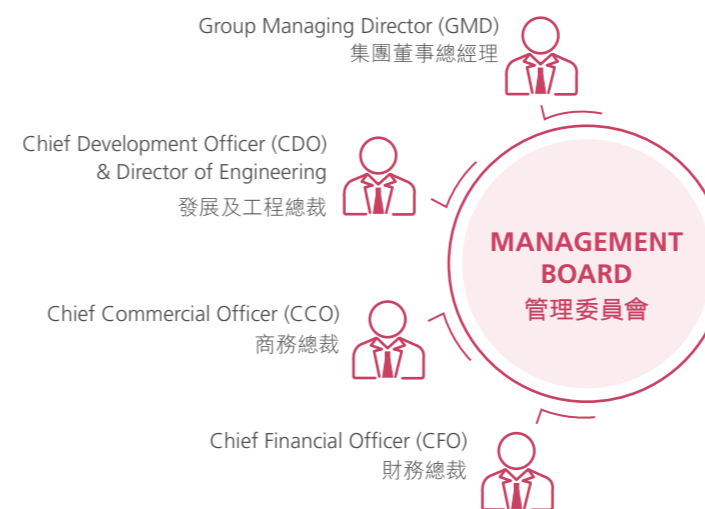 Group Managing Director (GMD)
集團董事總經理
Chief Development Officer (CDO)
& Director of Engineering
發展及工程總裁
MANAGEMENT
BOARD
管理委員會
Chief Commercial Officer (CCO)
商務總裁
Chief Financial Officer (CFO)
財務總裁